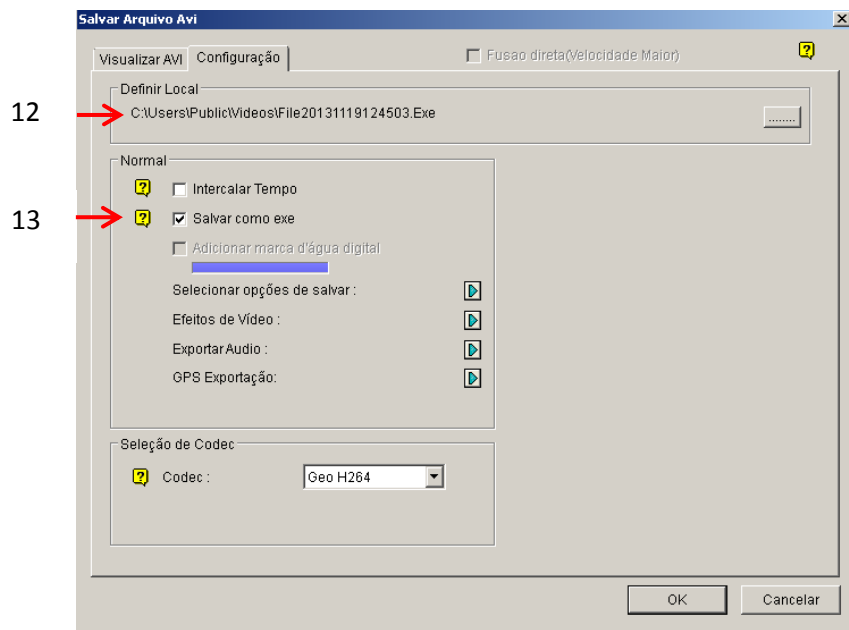 Salvar Arquivo Avi
Visualizar AVI Configuração Fusao direta(Velocidade Maior)
Definir Local
12 C:\Users\Public\Videos\File20131119124503.Exe ........
Normal
Intercalar Tempo
13 Salvar como exe
Adicionar marca d'água digital
Selecionar opções de salvar :
Efeitos de Vídeo :
Exportar Audio :
GPS Exportação:
Seleção de Codec
Codec : Geo H264
OK Cancelar